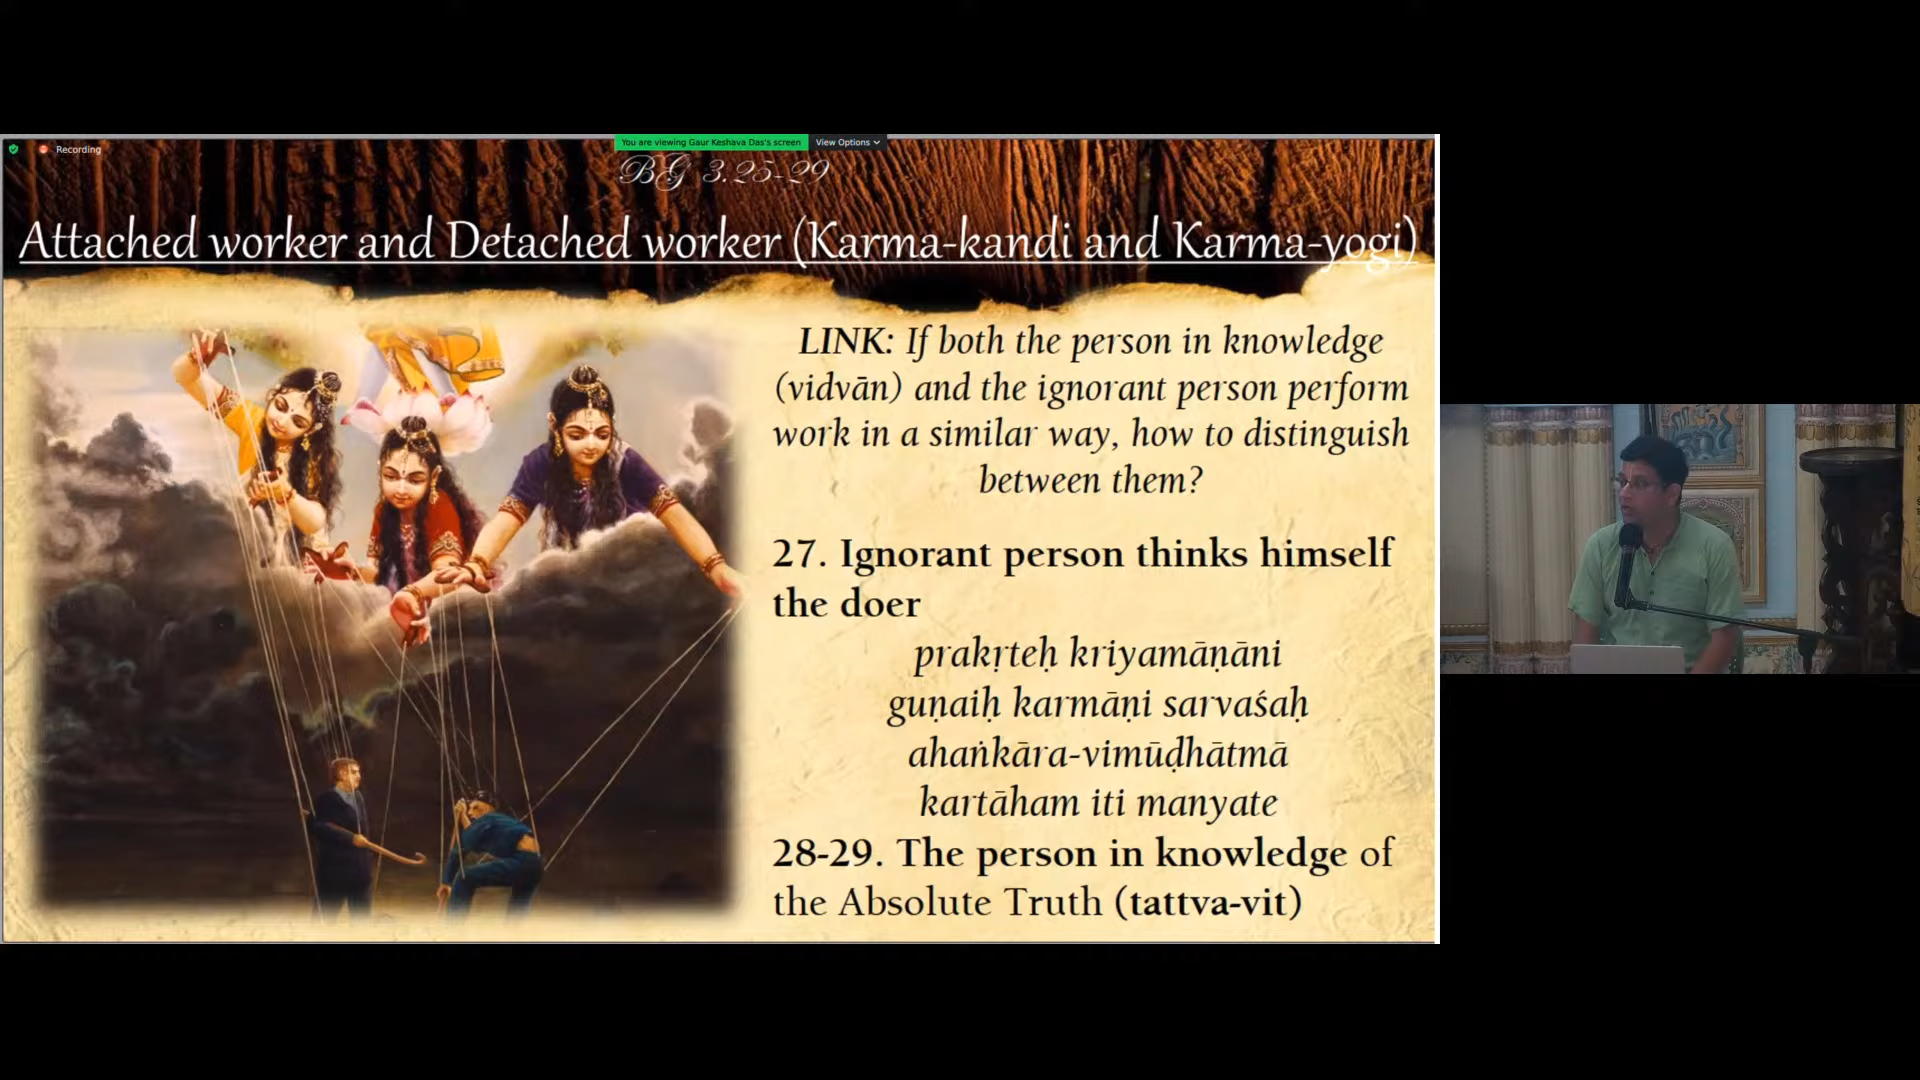 You are viewing Gaur Keshava Das's screen
View Options
Recording
BG 3.25-29
Attached worker and Detached worker (Karma-kandi and Karma-yogi)
LINK: If both the person in knowledge
(vidvān) and the ignorant person perform
work in a similar way, how to distinguish
between them?
27. Ignorant person thinks himself
the doer
prakṛteḥ kriyamāṇāni
guṇaiḥ karmāṇi sarvaśaḥ
ahaṅkāra-vimūḍhātmā
kartāham iti manyate
28-29. The person in knowledge of
the Absolute Truth (tattva-vit)